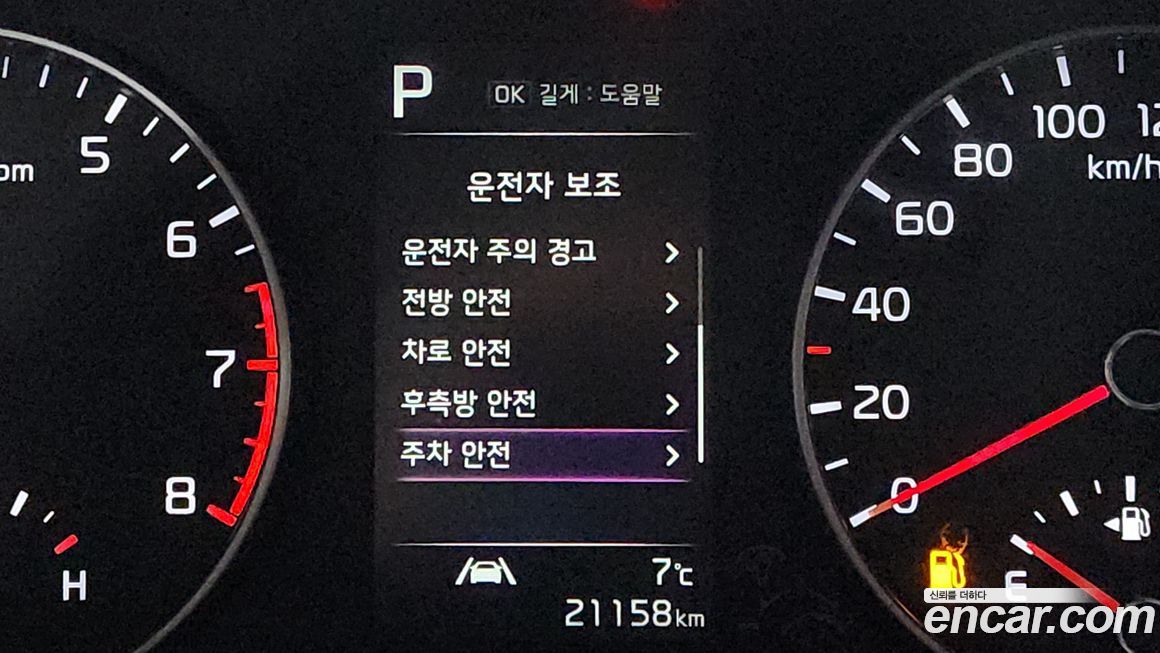 P
OK 길게 : 도움말
운전자 보조
운전자 주의 경고
전방 안전
차로 안전
후측방 안전
주차 안전
7℃
21158km
5
6
7
8
H
100
80
km/h
60
40
20
0
E
신뢰를 더하다
encar.com